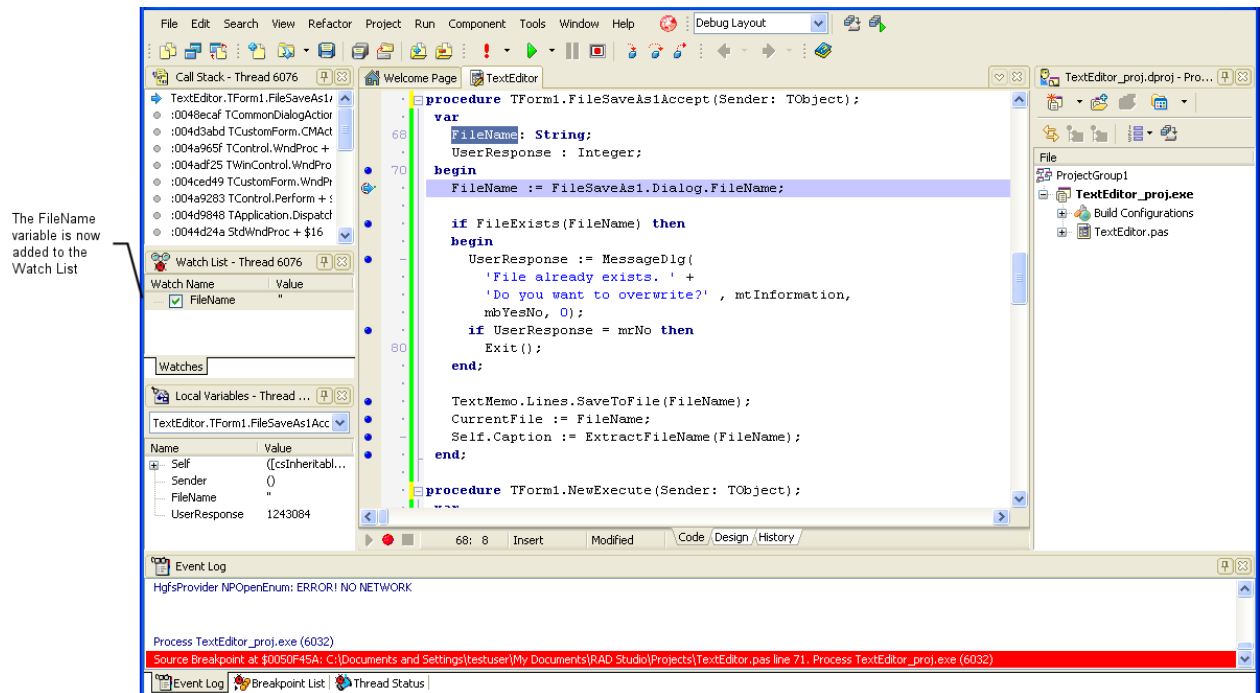 File Edit Search View Refactor Project Run Component Tools Window Help Debug Layout
Call Stack - Thread 6076
TextEditor.TForm1.FileSaveAs1A
:0048ecaf TCommonDialogAction
:004d3abd TCustomForm.CMAct
:004a965f TControl.WndProc +
:004adf25 TWinControl.WndPro
:004ced49 TCustomForm.WndPr
:004a9283 TControl.Perform + $
:004d9848 TApplication.Dispatch
:0044d24a StdWndProc + $16
The FileName
variable is now
added to the
Watch List
Watch List - Thread 6076
Watch Name Value
FileName ''
Watches
Local Variables - Thread ...
TextEditor.TForm1.FileSaveAs1Acc
Name Value
Self ([csInheritabl...
Sender ()
FileName ''
UserResponse 1243084
Welcome Page TextEditor
procedure TForm1.FileSaveAs1Accept(Sender: TObject);
var
68 FileName: String;
UserResponse : Integer;
70 begin
FileName := FileSaveAs1.Dialog.FileName;
if FileExists(FileName) then
begin
UserResponse := MessageDlg(
'File already exists. ' +
'Do you want to overwrite?' , mtInformation,
mbYesNo, 0);
if UserResponse = mrNo then
80 Exit();
end;
TextMemo.Lines.SaveToFile(FileName);
CurrentFile := FileName;
Self.Caption := ExtractFileName(FileName);
end;
procedure TForm1.NewExecute(Sender: TObject);
var
68: 8 Insert Modified Code Design History
TextEditor_proj.dproj - Pro...
File
ProjectGroup1
TextEditor_proj.exe
Build Configurations
TextEditor.pas
Event Log
HgfsProvider NPOpenEnum: ERROR! NO NETWORK
Process TextEditor_proj.exe (6032)
Source Breakpoint at $0050F45A: C:\Documents and Settings\testuser\My Documents\RAD Studio\Projects\TextEditor.pas line 71. Process TextEditor_proj.exe (6032)
Event Log Breakpoint List Thread Status